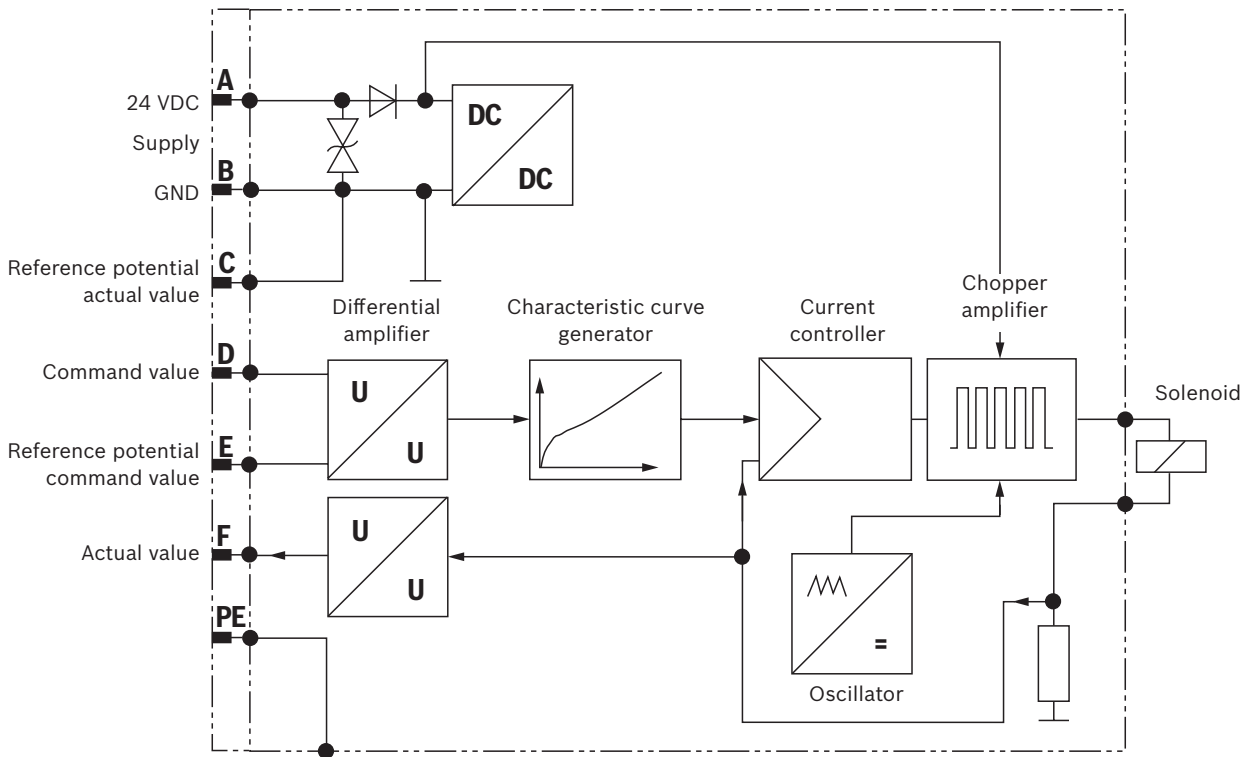 A
24 VDC
Supply
B
GND
C
Reference potential
actual value
DC
DC
Differential
amplifier
Characteristic curve
generator
Current
controller
Chopper
amplifier
D
Command value
U
U
E
Reference potential
command value
Solenoid
F
Actual value
U
U
PE
=
Oscillator